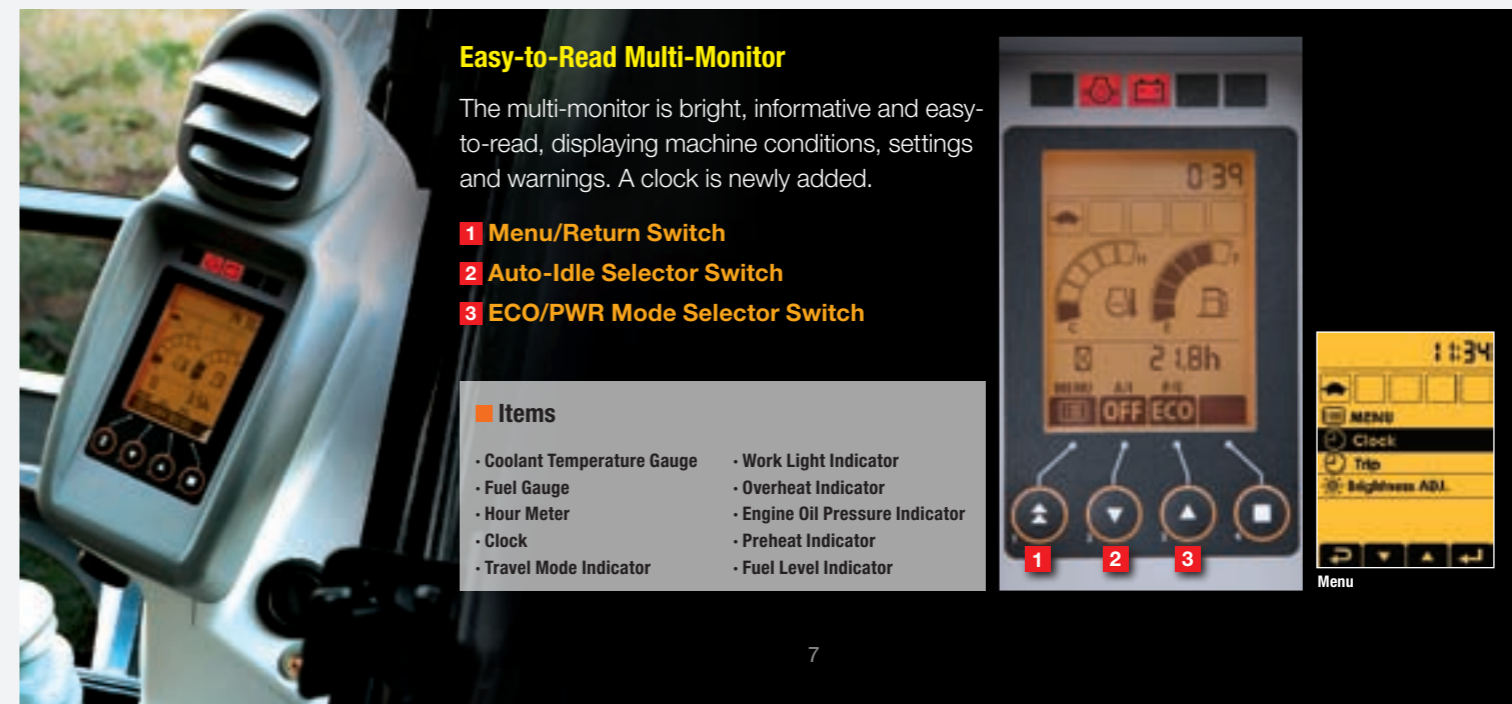 Easy-to-Read Multi-Monitor
The multi-monitor is bright, informative and easy-
to-read, displaying machine conditions, settings
and warnings. A clock is newly added.
1 Menu/Return Switch
2 Auto-Idle Selector Switch
3 ECO/PWR Mode Selector Switch
Items
· Coolant Temperature Gauge
· Fuel Gauge
· Hour Meter
· Clock
· Travel Mode Indicator
· Work Light Indicator
· Overheat Indicator
· Engine Oil Pressure Indicator
· Preheat Indicator
· Fuel Level Indicator
0:39
H F
C E
21.8h
MENU A/I P/E
OFF ECO
1 2 3 4
1 2 3
11:34
MENU
Clock
Trip
Brightness ADJ.
Menu
7